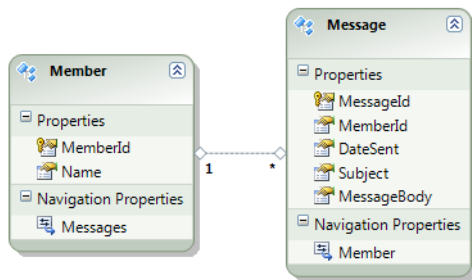 Member
Properties
MemberId
Name
Navigation Properties
Messages
1
*
Message
Properties
MessageId
MemberId
DateSent
Subject
MessageBody
Navigation Properties
Member